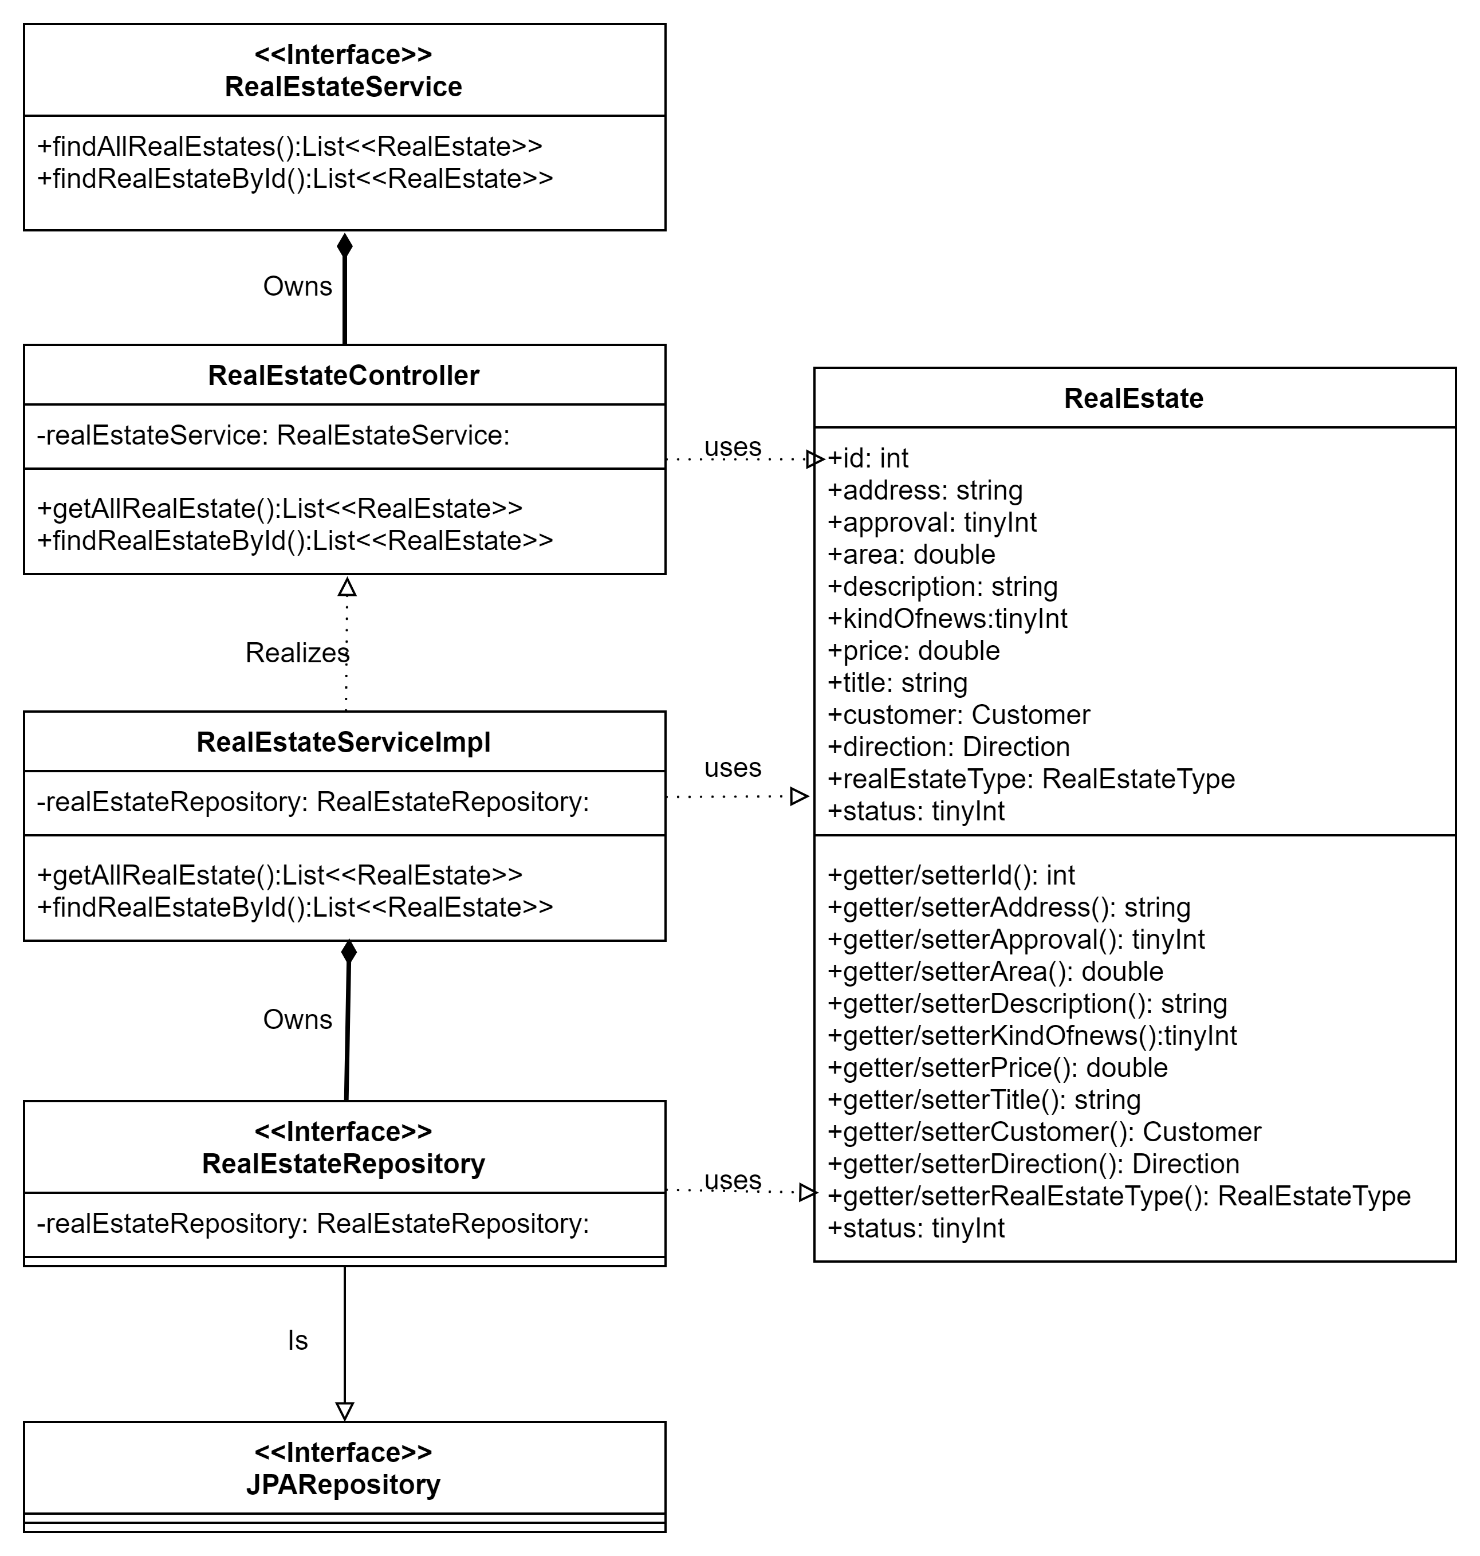 <<Interface>>
RealEstateService
+findAllRealEstates():List<<RealEstate>>
+findRealEstateById():List<<RealEstate>>
Owns
RealEstateController
-realEstateService: RealEstateService:
+getAllRealEstate():List<<RealEstate>>
+findRealEstateById():List<<RealEstate>>
uses
Realizes
RealEstateServiceImpl
-realEstateRepository: RealEstateRepository:
+getAllRealEstate():List<<RealEstate>>
+findRealEstateById():List<<RealEstate>>
uses
Owns
<<Interface>>
RealEstateRepository
-realEstateRepository: RealEstateRepository:
uses
Is
<<Interface>>
JPARepository
RealEstate
+id: int
+address: string
+approval: tinyInt
+area: double
+description: string
+kindOfnews:tinyInt
+price: double
+title: string
+customer: Customer
+direction: Direction
+realEstateType: RealEstateType
+status: tinyInt
+getter/setterId(): int
+getter/setterAddress(): string
+getter/setterApproval(): tinyInt
+getter/setterArea(): double
+getter/setterDescription(): string
+getter/setterKindOfnews():tinyInt
+getter/setterPrice(): double
+getter/setterTitle(): string
+getter/setterCustomer(): Customer
+getter/setterDirection(): Direction
+getter/setterRealEstateType(): RealEstateType
+status: tinyInt